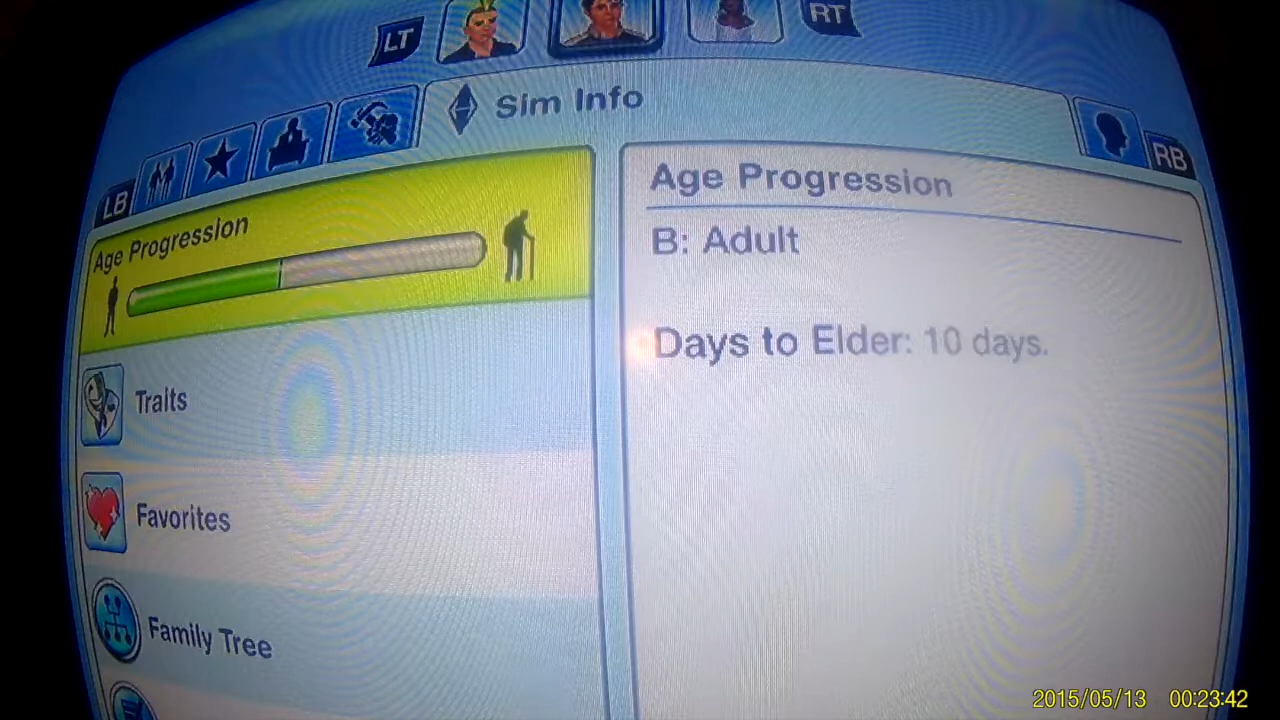 LT
RT
Sim Info
LB
RB
Age Progression
Traits
Favorites
Family Tree
Age Progression
B: Adult
Days to Elder: 10 days.
2015/05/13 00:23:42